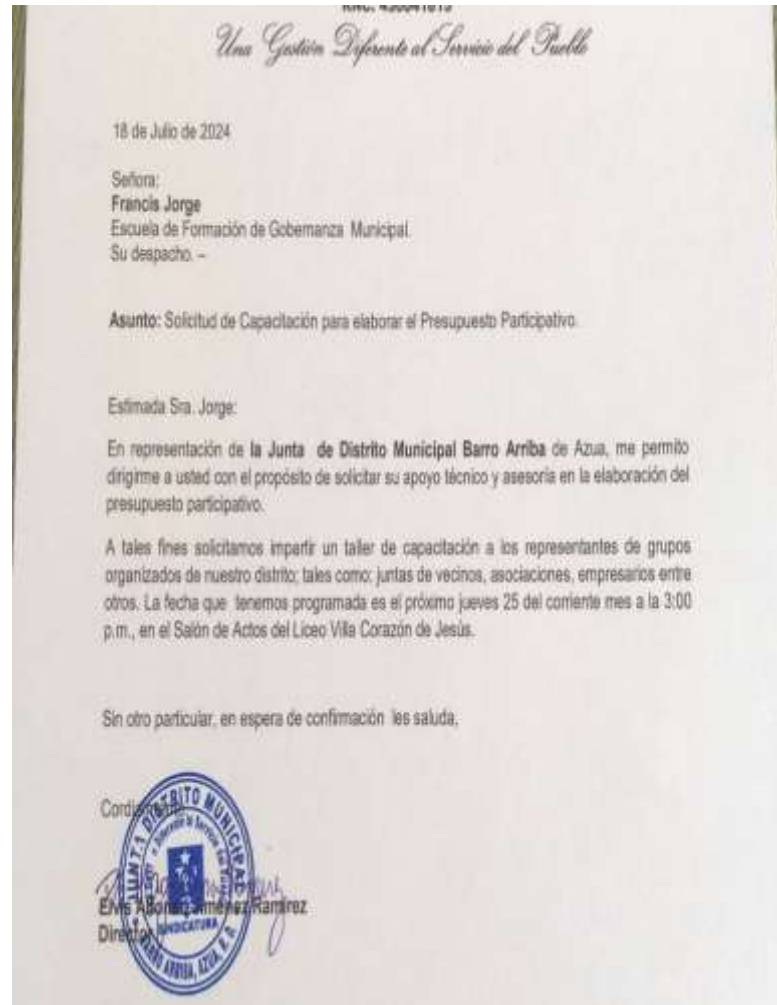 Una Gestión Diferente al Servicio del Pueblo
18 de Julio de 2024
Señora:
Francis Jorge
Escuela de Formación de Gobernanza Municipal.
Su despacho. –
Asunto: Solicitud de Capacitación para elaborar el Presupuesto Participativo.
Estimada Sra. Jorge:
En representación de la Junta de Distrito Municipal Barro Arriba de Azua, me permito
dirigirme a usted con el propósito de solicitar su apoyo técnico y asesoría en la elaboración del
presupuesto participativo.
A tales fines solicitamos impartir un taller de capacitación a los representantes de grupos
organizados de nuestro distrito; tales como: juntas de vecinos, asociaciones, empresarios entre
otros. La fecha que tenemos programada es el próximo jueves 25 del corriente mes a la 3:00
p.m., en el Salón de Actos del Liceo Villa Corazón de Jesús.
Sin otro particular, en espera de confirmación les saluda,
Cordialmente
JUNTA DISTRITO MUNICIPAL
SINDICATURA
BARRO ARRIBA, AZUA, R. D.
Elvis Alfonso Jiménez Ramírez
Director